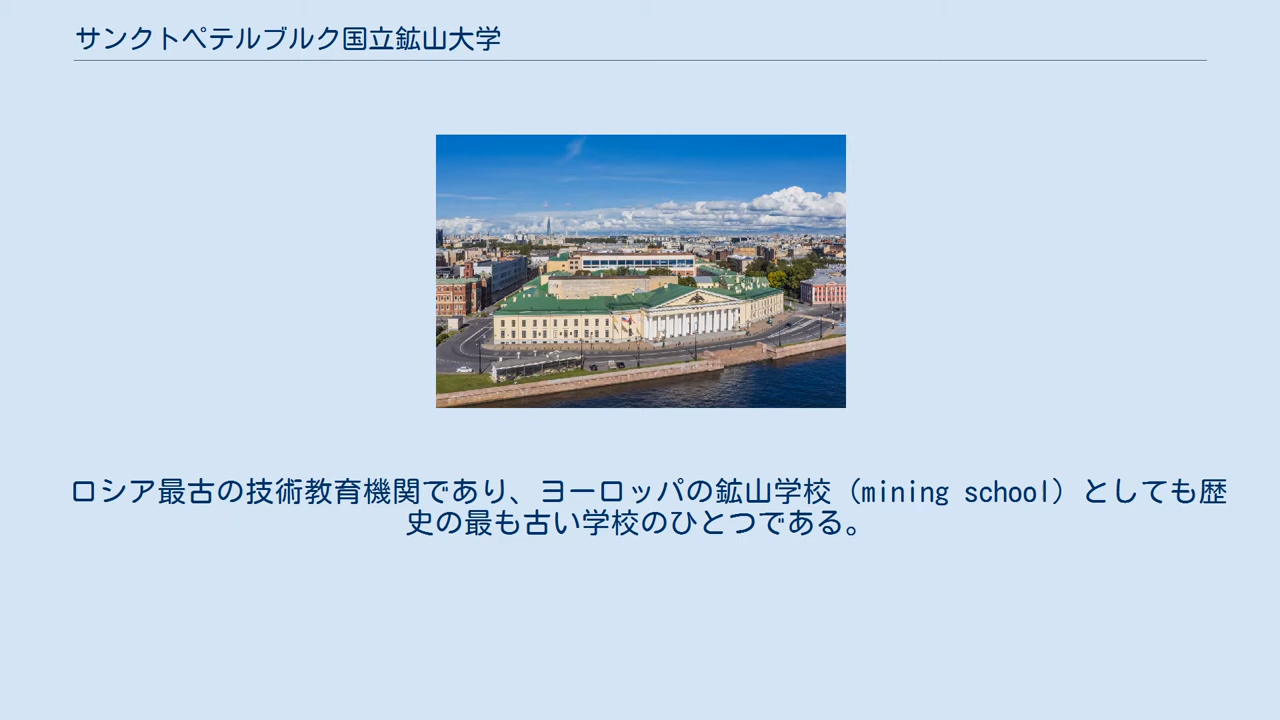 サンクトペテルブルク国立鉱山大学
ロシア最古の技術教育機関であり、ヨーロッパの鉱山学校（mining school）としても歴
史の最も古い学校のひとつである。